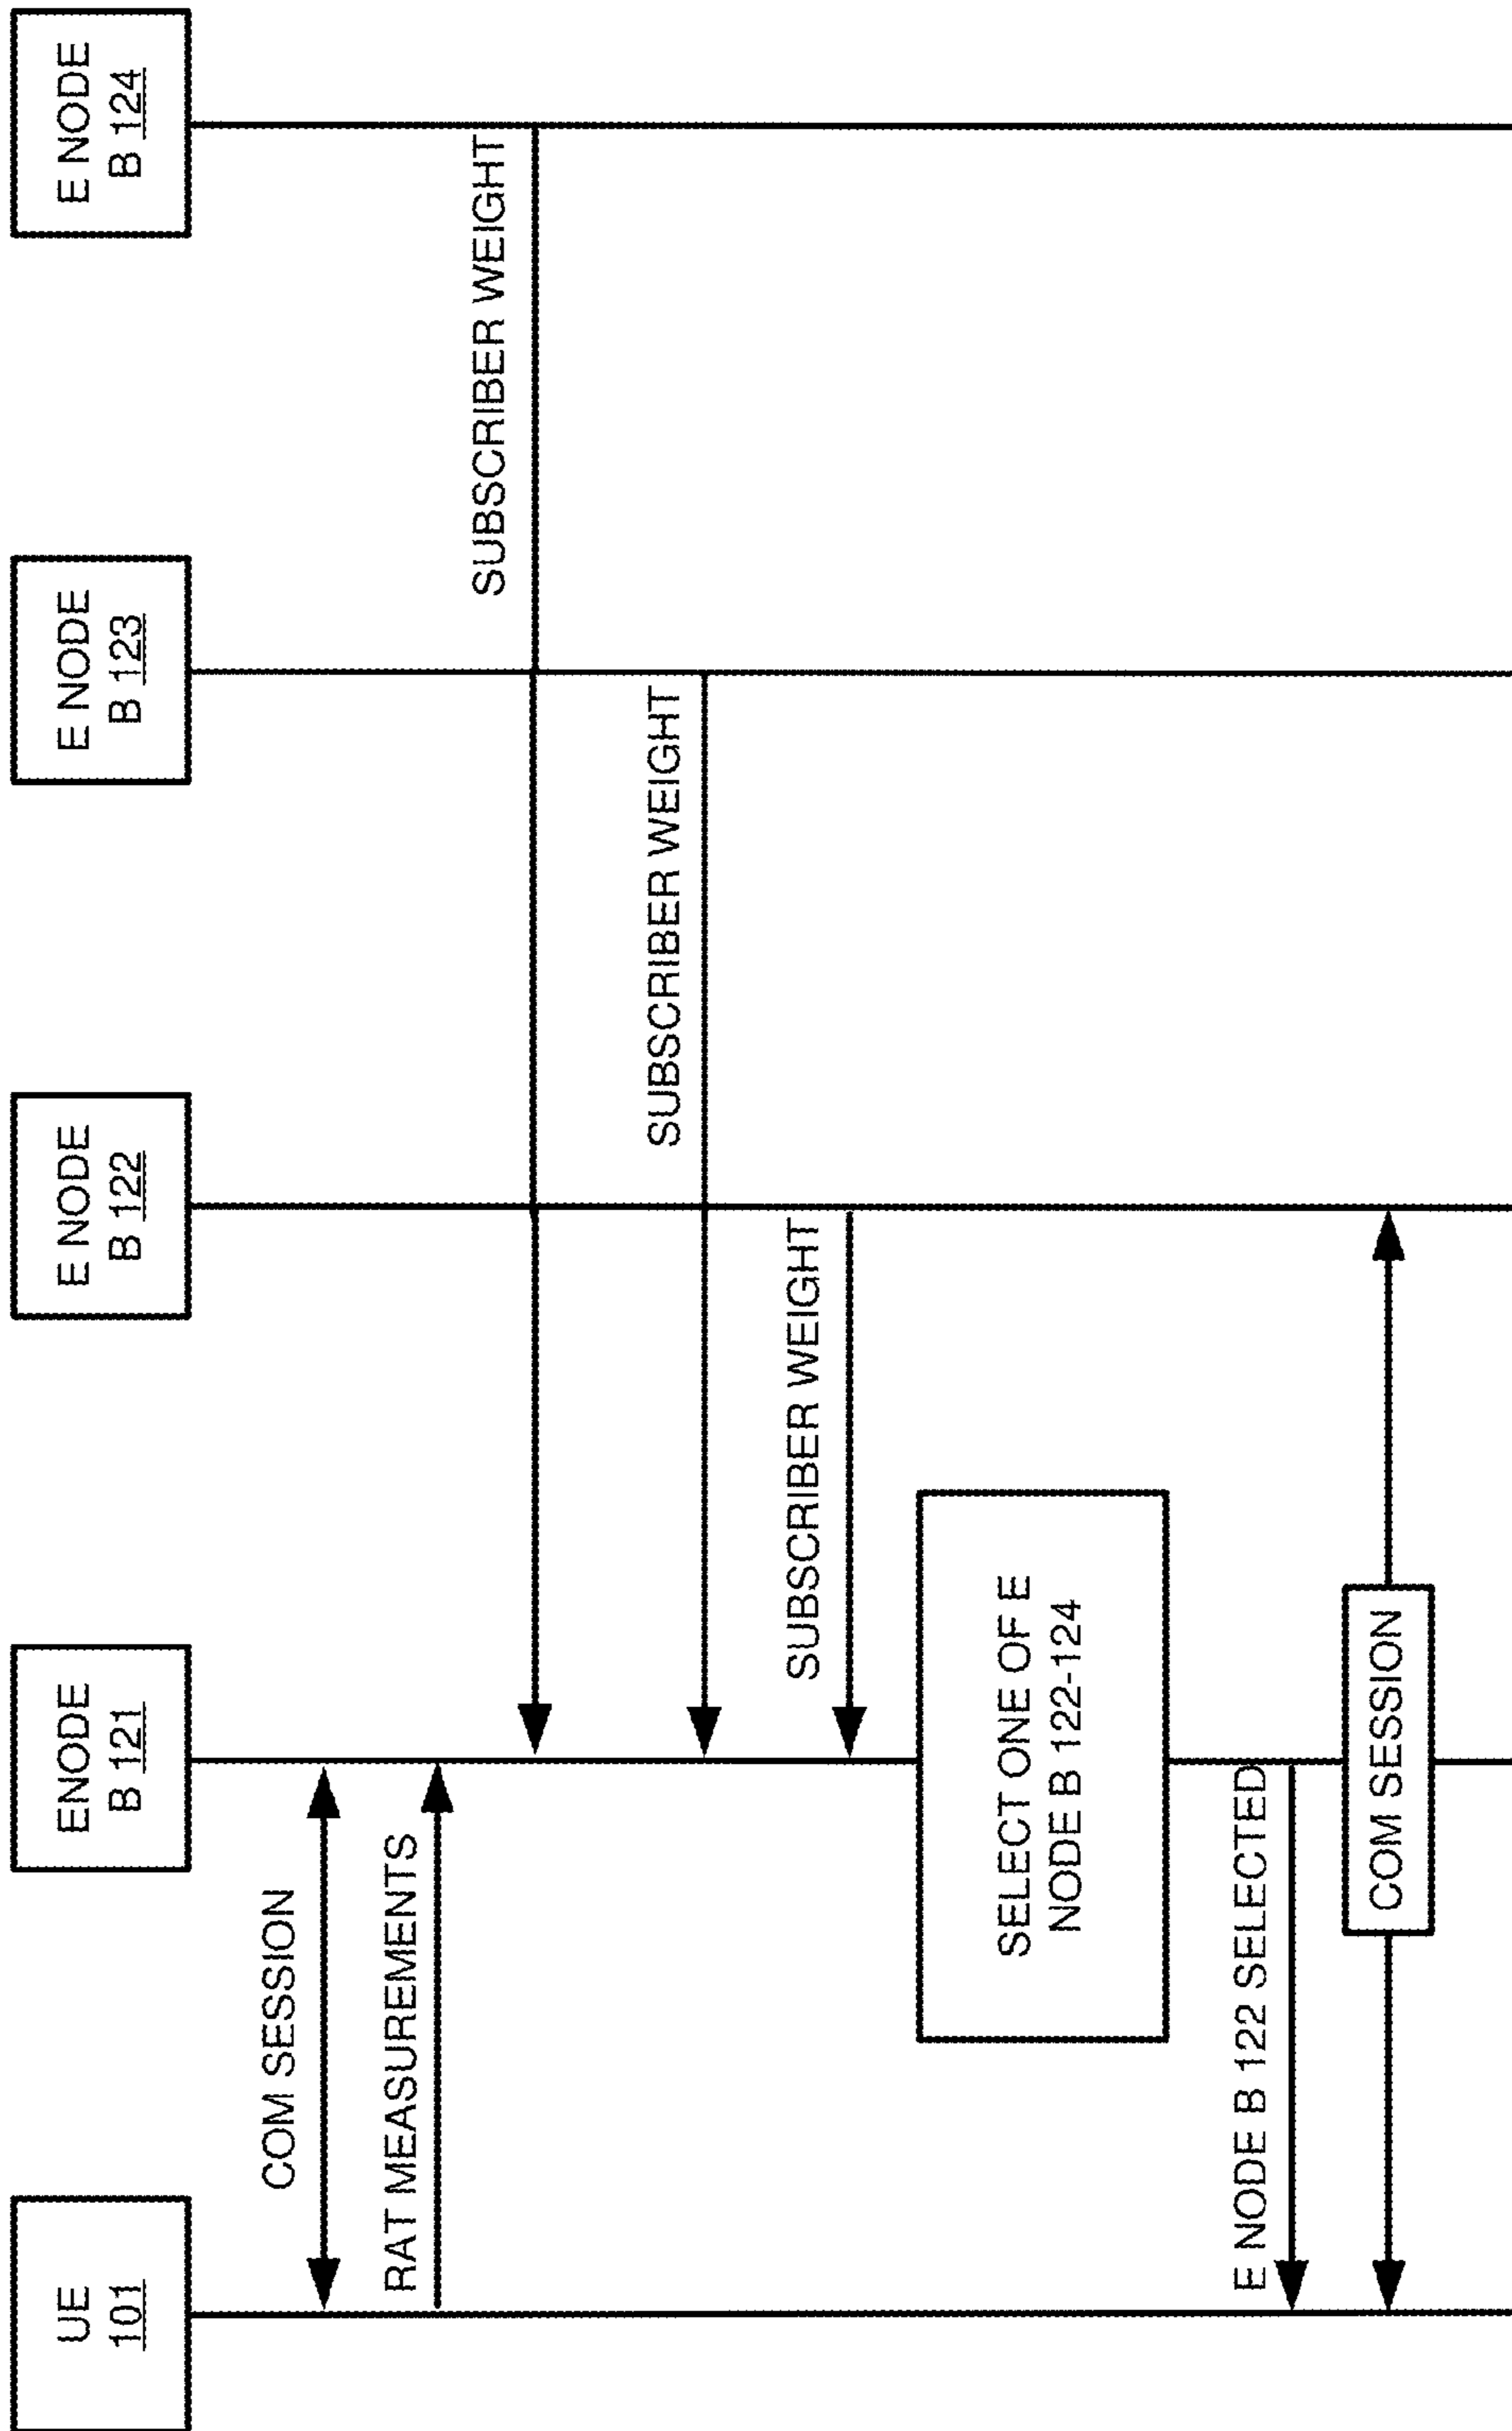 UE
101
ENODE
B 121
E NODE
B 122
E NODE
B 123
E NODE
B 124
COM SESSION
RAT MEASUREMENTS
SUBSCRIBER WEIGHT
SUBSCRIBER WEIGHT
SUBSCRIBER WEIGHT
SELECT ONE OF E
NODE B 122-124
E NODE B 122 SELECTED
COM SESSION